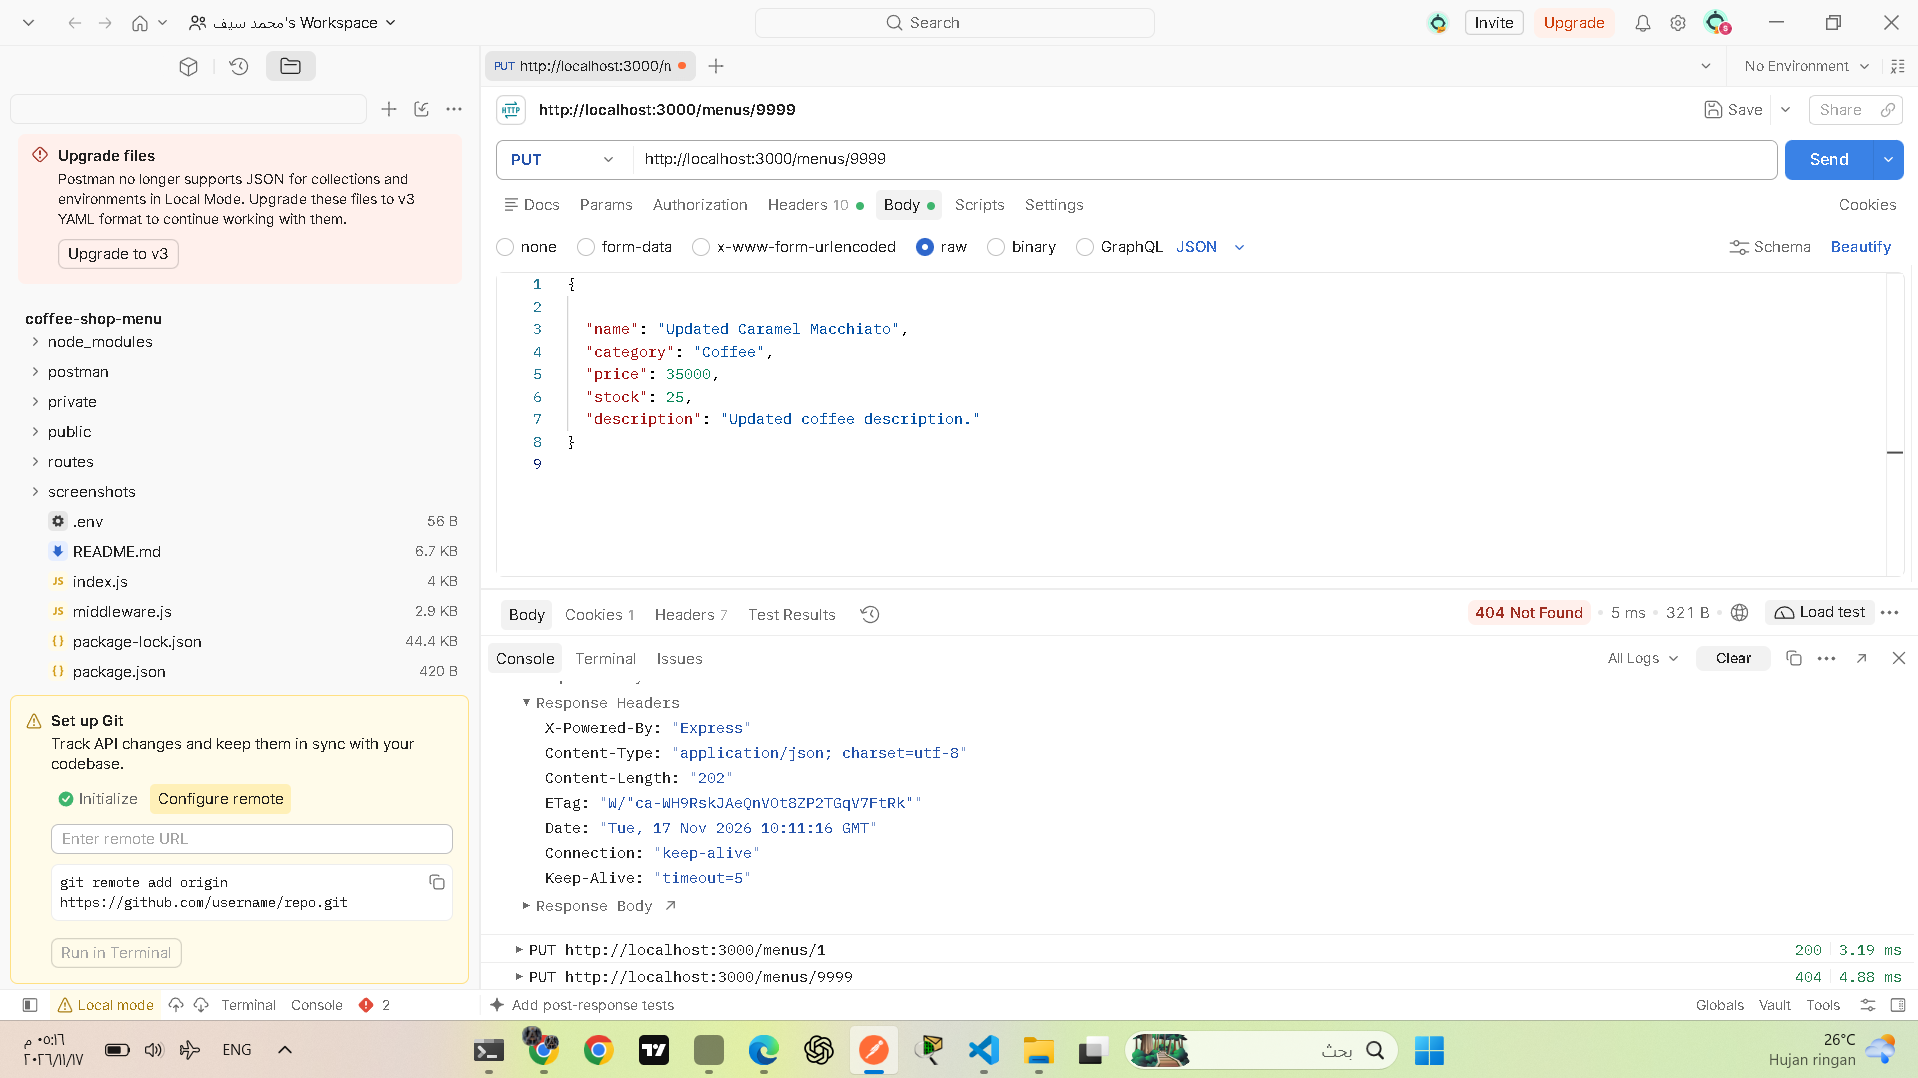 محمد سيف's Workspace
Search
Invite
Upgrade
PUT http://localhost:3000/n
No Environment
HTTP http://localhost:3000/menus/9999
Save
Share
Upgrade files
Postman no longer supports JSON for collections and
environments in Local Mode. Upgrade these files to v3
YAML format to continue working with them.
Upgrade to v3
PUT
http://localhost:3000/menus/9999
Send
Docs
Params
Authorization
Headers 10
Body
Scripts
Settings
Cookies
none
form-data
x-www-form-urlencoded
raw
binary
GraphQL
JSON
Schema
Beautify
1 {
2
3 "name": "Updated Caramel Macchiato",
4 "category": "Coffee",
5 "price": 35000,
6 "stock": 25,
7 "description": "Updated coffee description."
8 }
9
coffee-shop-menu
node_modules
postman
private
public
routes
screenshots
.env 56 B
README.md 6.7 KB
JS index.js 4 KB
JS middleware.js 2.9 KB
{} package-lock.json 44.4 KB
{} package.json 420 B
Set up Git
Track API changes and keep them in sync with your
codebase.
Initialize
Configure remote
Enter remote URL
git remote add origin
https://github.com/username/repo.git
Run in Terminal
Body
Cookies 1
Headers 7
Test Results
404 Not Found
5 ms
321 B
Load test
Console
Terminal
Issues
All Logs
Clear
Response Headers
X-Powered-By: "Express"
Content-Type: "application/json; charset=utf-8"
Content-Length: "202"
ETag: "W/"ca-WH9RskJAeQnVOt8ZP2TGqV7FtRk""
Date: "Tue, 17 Nov 2026 10:11:16 GMT"
Connection: "keep-alive"
Keep-Alive: "timeout=5"
Response Body
PUT http://localhost:3000/menus/1 200 3.19 ms
PUT http://localhost:3000/menus/9999 404 4.88 ms
Local mode
Terminal
Console
2
Add post-response tests
Globals
Vault
Tools
٠٥:١٦ م
٢٠٢٦/١١/١٧
ENG
بحث
26°C
Hujan ringan